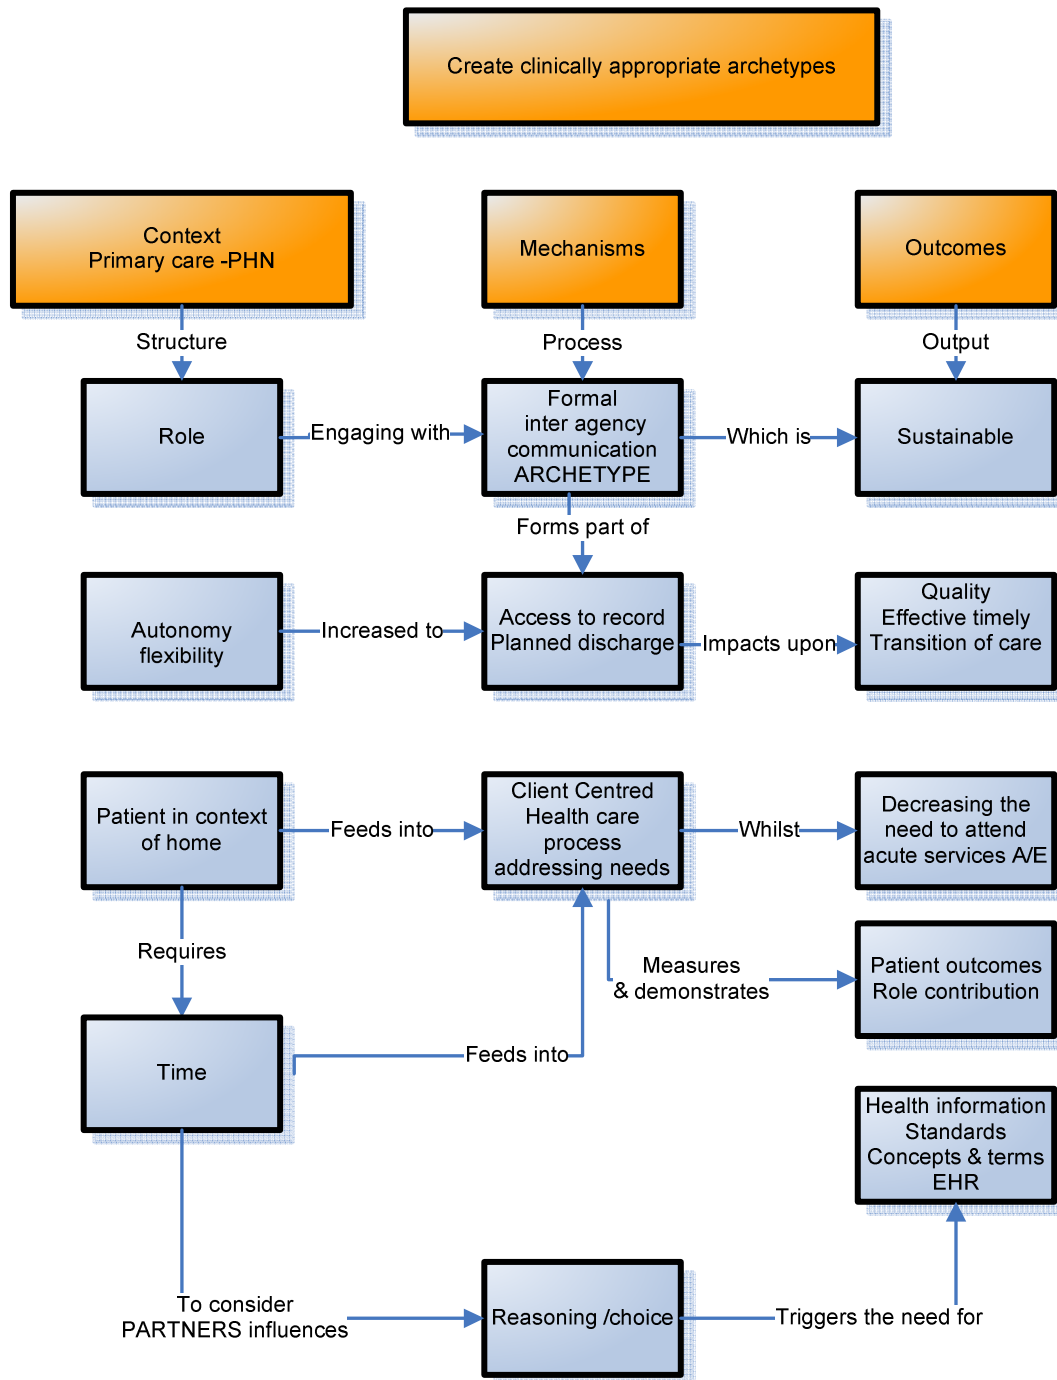 Create clinically appropriate archetypes
Context
Primary care -PHN
Mechanisms
Outcomes
Structure
Process
Output
Role
Engaging with
Formal
inter agency
communication
ARCHETYPE
Which is
Sustainable
Forms part of
Autonomy
flexibility
Increased to
Access to record
Planned discharge
Impacts upon
Quality
Effective timely
Transition of care
Patient in context
of home
Feeds into
Client Centred
Health care
process
addressing needs
Whilst
Decreasing the
need to attend
acute services A/E
Requires
Measures
& demonstrates
Patient outcomes
Role contribution
Time
Feeds into
Health information
Standards
Concepts & terms
EHR
To consider
PARTNERS influences
Reasoning /choice
Triggers the need for